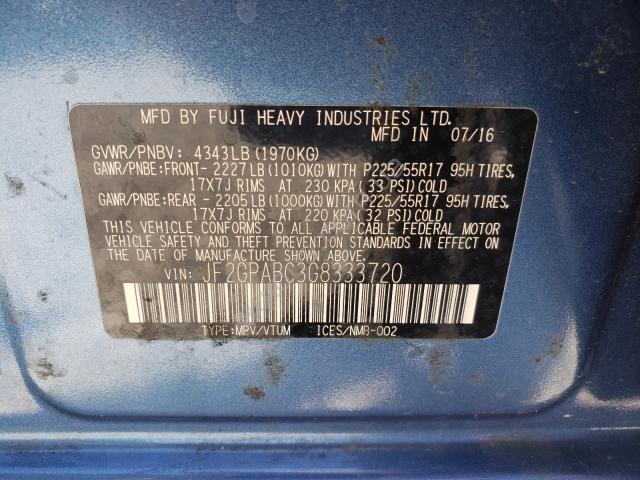 MFD BY FUJI HEAVY INDUSTRIES LTD.
MFD IN 07/16
GVWR/PNBV: 4343LB(1970KG)
GAWR/PNBE:FRONT- 2227LB(1010KG)WITH P225/55R17 95H TIRES,
17X7J RIMS AT 230 KPA(33 PSI)COLD
GAWR/PNBE:REAR - 2205LB(1000KG)WITH P225/55R17 95H TIRES,
17X7J RIMS AT 220 KPA(32 PSI)COLD
THIS VEHICLE CONFORMS TO ALL APPLICABLE FEDERAL MOTOR
VEHICLE SAFETY AND THEFT PREVENTION STANDARDS IN EFFECT ON
THE DATE OF MANUFACTURE SHOWN ABOVE.
VIN: JF2GPABC3G8333720
TYPE:MPV/VTUM ICES/NMB-002